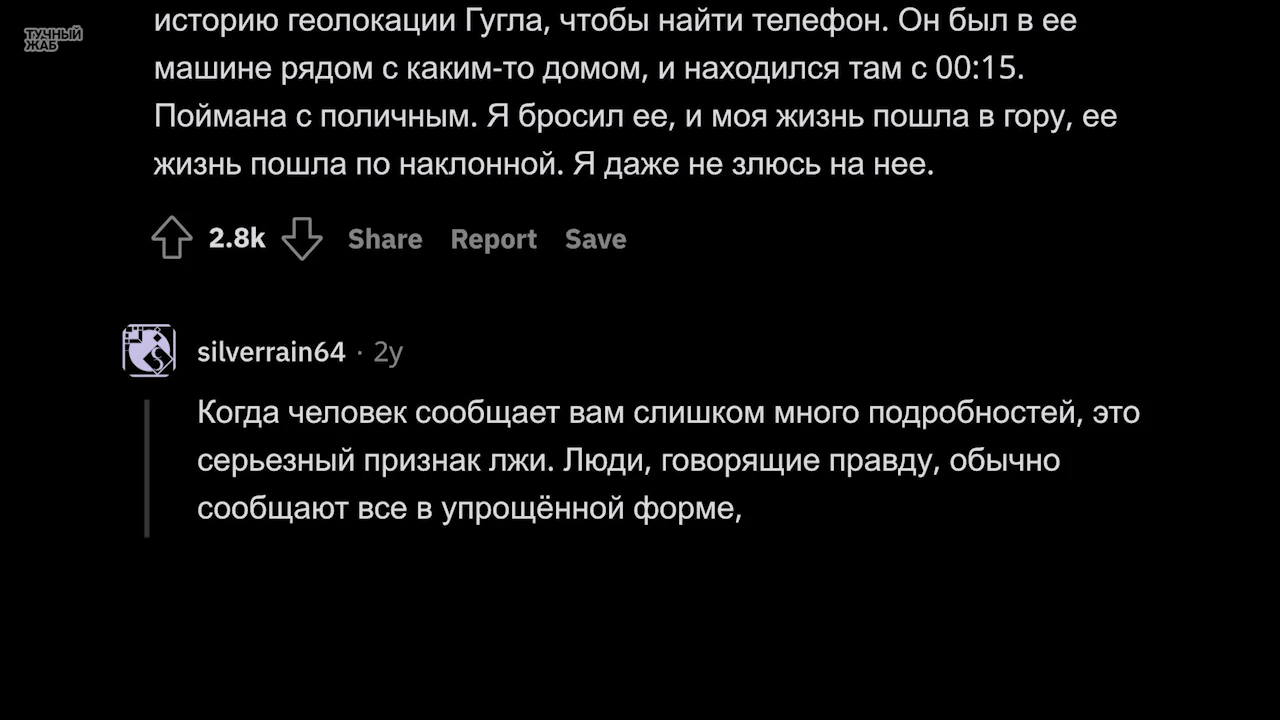 ТУЧНЫЙ
ЖАБ
историю геолокации Гугла, чтобы найти телефон. Он был в ее
машине рядом с каким-то домом, и находился там с 00:15.
Поймана с поличным. Я бросил ее, и моя жизнь пошла в гору, ее
жизнь пошла по наклонной. Я даже не злюсь на нее.
2.8k Share Report Save
silverrain64 · 2y
Когда человек сообщает вам слишком много подробностей, это
серьезный признак лжи. Люди, говорящие правду, обычно
сообщают все в упрощённой форме,